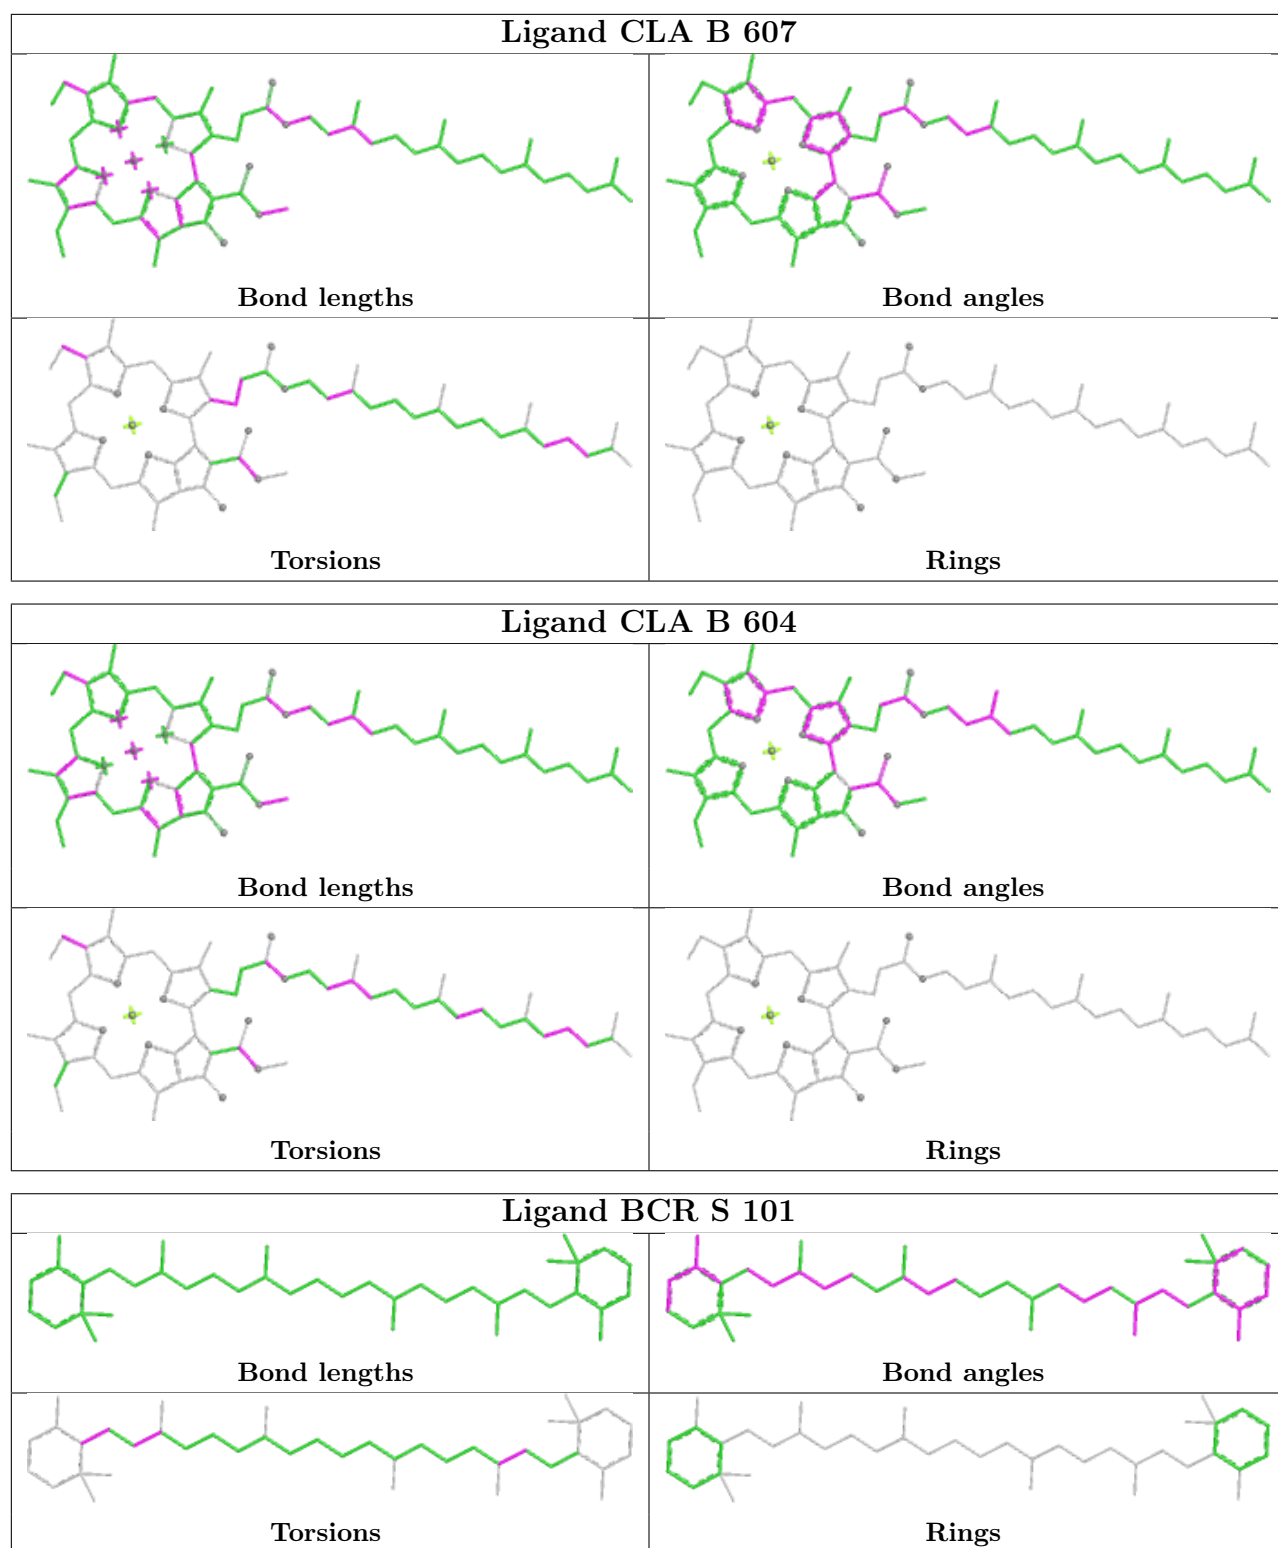 Ligand CLA B 607
Bond lengths
Bond angles
Torsions
Rings
Ligand CLA B 604
Bond lengths
Bond angles
Torsions
Rings
Ligand BCR S 101
Bond lengths
Bond angles
Torsions
Rings